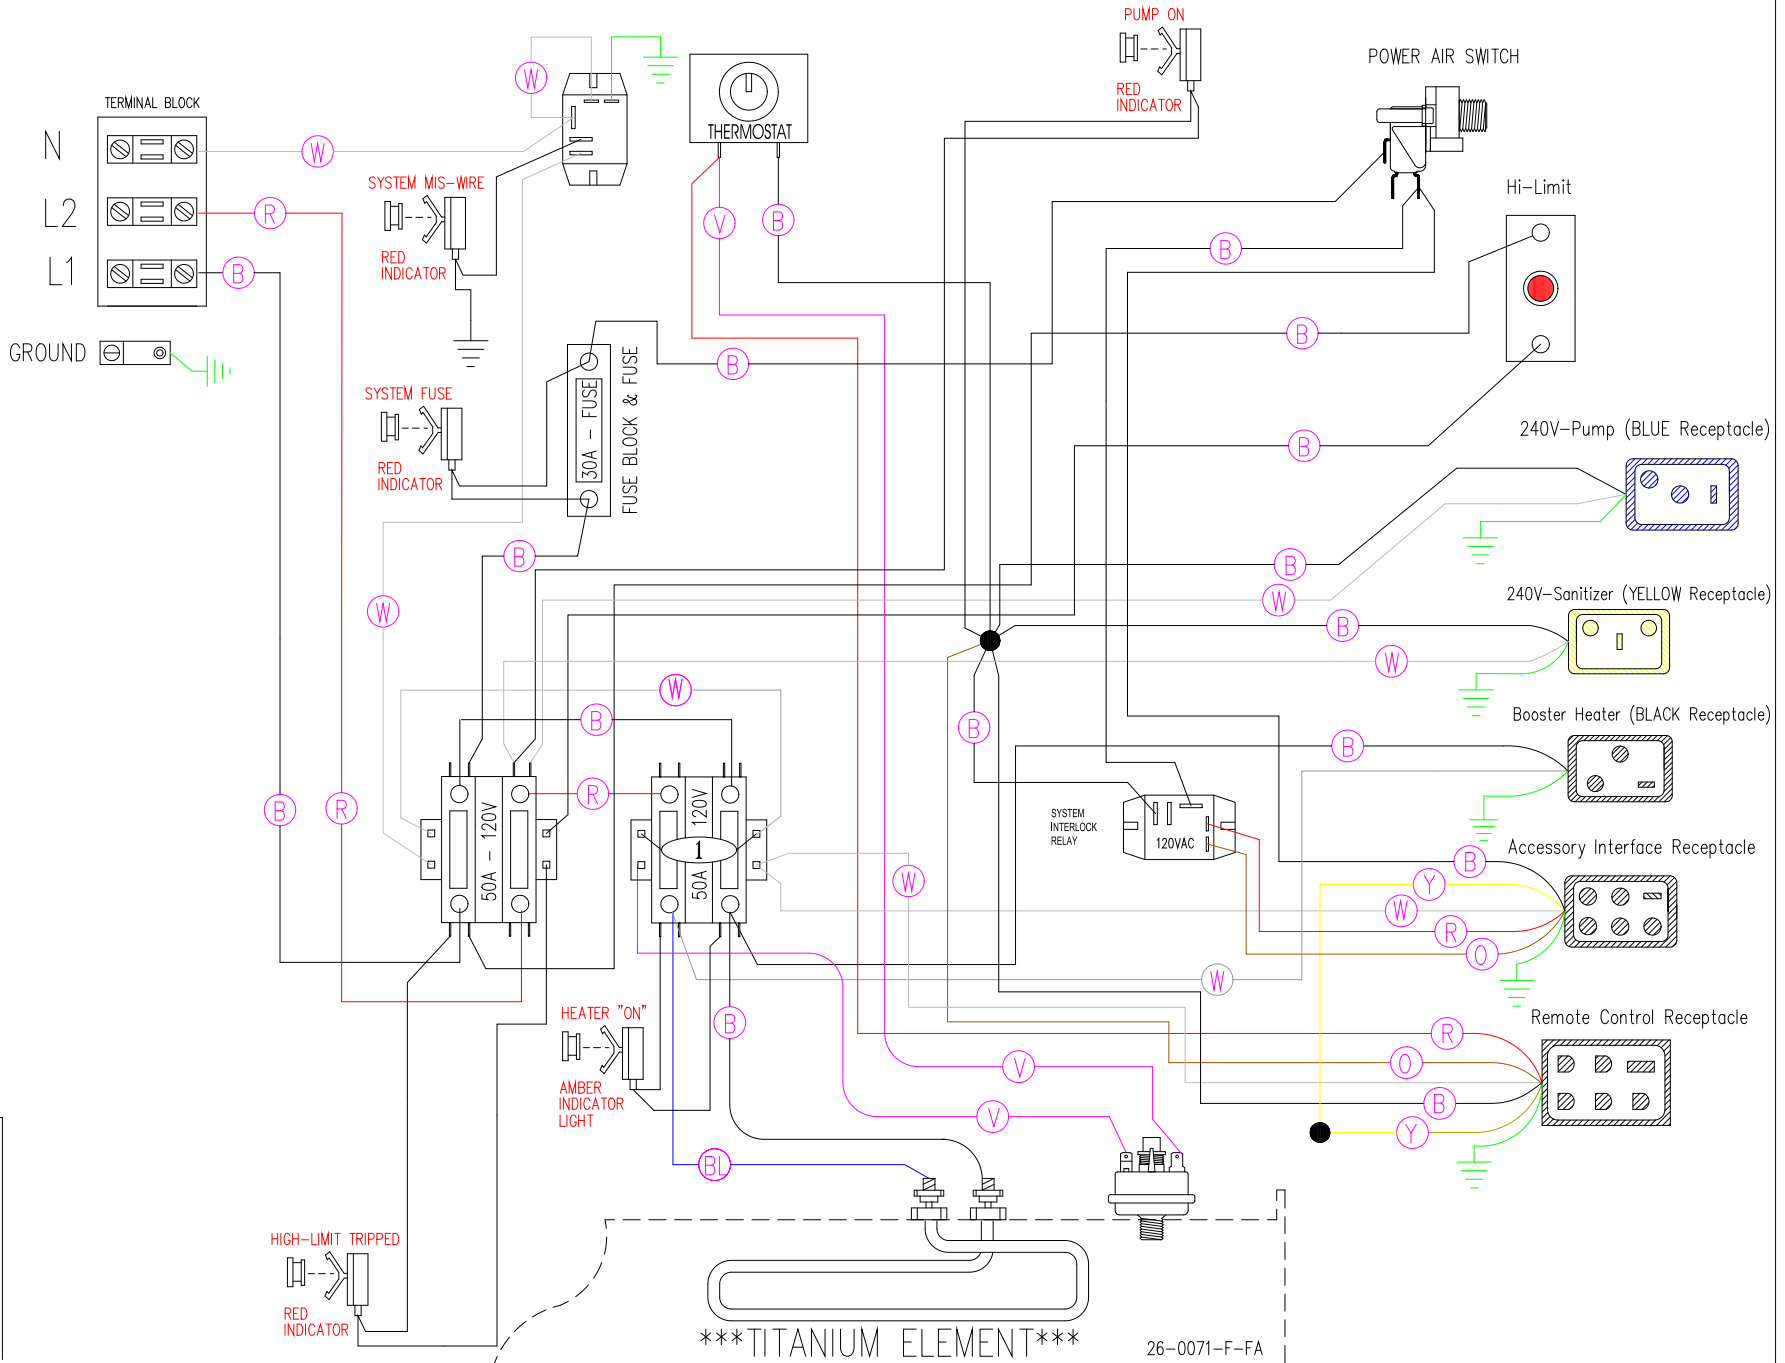 PUMP ON
RED
INDICATOR
POWER AIR SWITCH
TERMINAL BLOCK
N
L2
L1
GROUND
W
W
R
B
SYSTEM MIS-WIRE
RED
INDICATOR
THERMOSTAT
V
B
B
Hi-Limit
B
B
B
SYSTEM FUSE
RED
INDICATOR
30A - FUSE
FUSE BLOCK & FUSE
240V-Pump (BLUE Receptacle)
B
B
W
W
240V-Sanitizer (YELLOW Receptacle)
B
W
W
B
B
Booster Heater (BLACK Receptacle)
B
B
R
R
50A - 120V
50A - 120V
1
SYSTEM
INTERLOCK
RELAY
120VAC
Accessory Interface Receptacle
B
Y
W
W
R
O
W
HEATER "ON"
AMBER
INDICATOR
LIGHT
B
Remote Control Receptacle
R
O
V
B
V
Y
BL
HIGH-LIMIT TRIPPED
RED
INDICATOR
***TITANIUM ELEMENT***
26-0071-F-FA